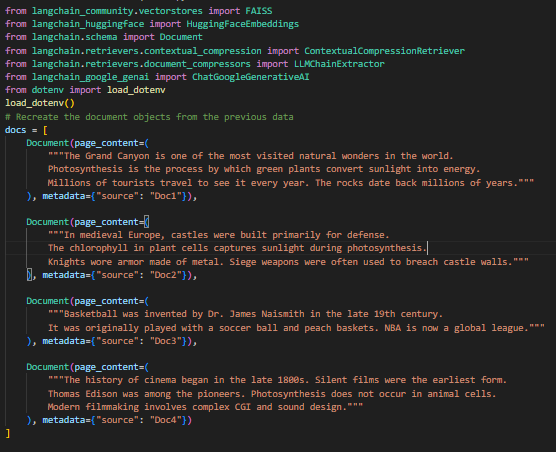 from langchain_community.vectorstores import FAISS
from langchain_huggingface import HuggingFaceEmbeddings
from langchain.schema import Document
from langchain.retrievers.contextual_compression import ContextualCompressionRetriever
from langchain.retrievers.document_compressors import LLMChainExtractor
from langchain_google_genai import ChatGoogleGenerativeAI
from dotenv import load_dotenv
load_dotenv()
# Recreate the document objects from the previous data
docs = [
    Document(page_content=(
        """The Grand Canyon is one of the most visited natural wonders in the world.
        Photosynthesis is the process by which green plants convert sunlight into energy.
        Millions of tourists travel to see it every year. The rocks date back millions of years."""
    ), metadata={"source": "Doc1"}),
    Document(page_content=(
        """In medieval Europe, castles were built primarily for defense.
        The chlorophyll in plant cells captures sunlight during photosynthesis.
        Knights wore armor made of metal. Siege weapons were often used to breach castle walls."""
    ), metadata={"source": "Doc2"}),
    Document(page_content=(
        """Basketball was invented by Dr. James Naismith in the late 19th century.
        It was originally played with a soccer ball and peach baskets. NBA is now a global league."""
    ), metadata={"source": "Doc3"}),
    Document(page_content=(
        """The history of cinema began in the late 1800s. Silent films were the earliest form.
        Thomas Edison was among the pioneers. Photosynthesis does not occur in animal cells.
        Modern filmmaking involves complex CGI and sound design."""
    ), metadata={"source": "Doc4"})
]